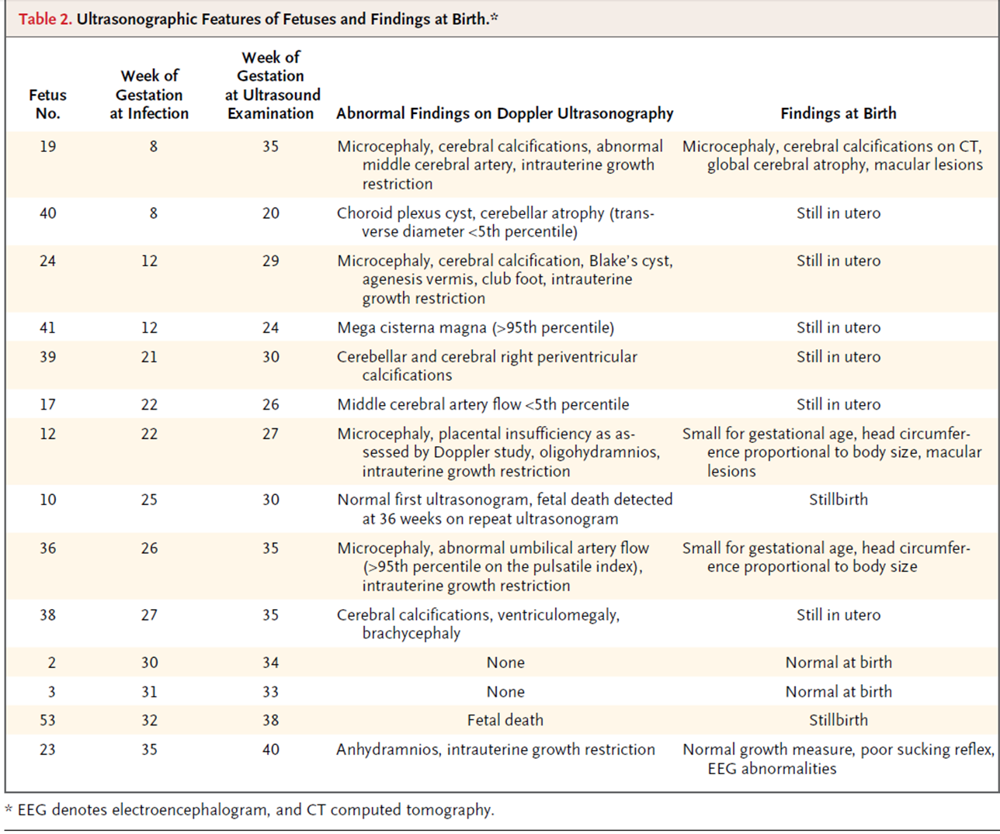 Table 2. Ultrasonographic Features of Fetuses and Findings at Birth.*
Fetus No.
Week of Gestation at Infection
Week of Gestation at Ultrasound Examination
Abnormal Findings on Doppler Ultrasonography
Findings at Birth
19 8 35 Microcephaly, cerebral calcifications, abnormal Microcephaly, cerebral calcifications on CT,
middle cerebral artery, intrauterine growth global cerebral atrophy, macular lesions
restriction
40 8 20 Choroid plexus cyst, cerebellar atrophy (trans- Still in utero
verse diameter <5th percentile)
24 12 29 Microcephaly, cerebral calcification, Blake's cyst, Still in utero
agenesis vermis, club foot, intrauterine
growth restriction
41 12 24 Mega cisterna magna (>95th percentile) Still in utero
39 21 30 Cerebellar and cerebral right periventricular Still in utero
calcifications
17 22 26 Middle cerebral artery flow <5th percentile Still in utero
12 22 27 Microcephaly, placental insufficiency as as- Small for gestational age, head circumfer-
sessed by Doppler study, oligohydramnios, ence proportional to body size, macular
intrauterine growth restriction lesions
10 25 30 Normal first ultrasonogram, fetal death detected Stillbirth
at 36 weeks on repeat ultrasonogram
36 26 35 Microcephaly, abnormal umbilical artery flow Small for gestational age, head circumfer-
(>95th percentile on the pulsatile index), ence proportional to body size
intrauterine growth restriction
38 27 35 Cerebral calcifications, ventriculomegaly, Still in utero
brachycephaly
2 30 34 None Normal at birth
3 31 33 None Normal at birth
53 32 38 Fetal death Stillbirth
23 35 40 Anhydramnios, intrauterine growth restriction Normal growth measure, poor sucking reflex,
EEG abnormalities
* EEG denotes electroencephalogram, and CT computed tomography.